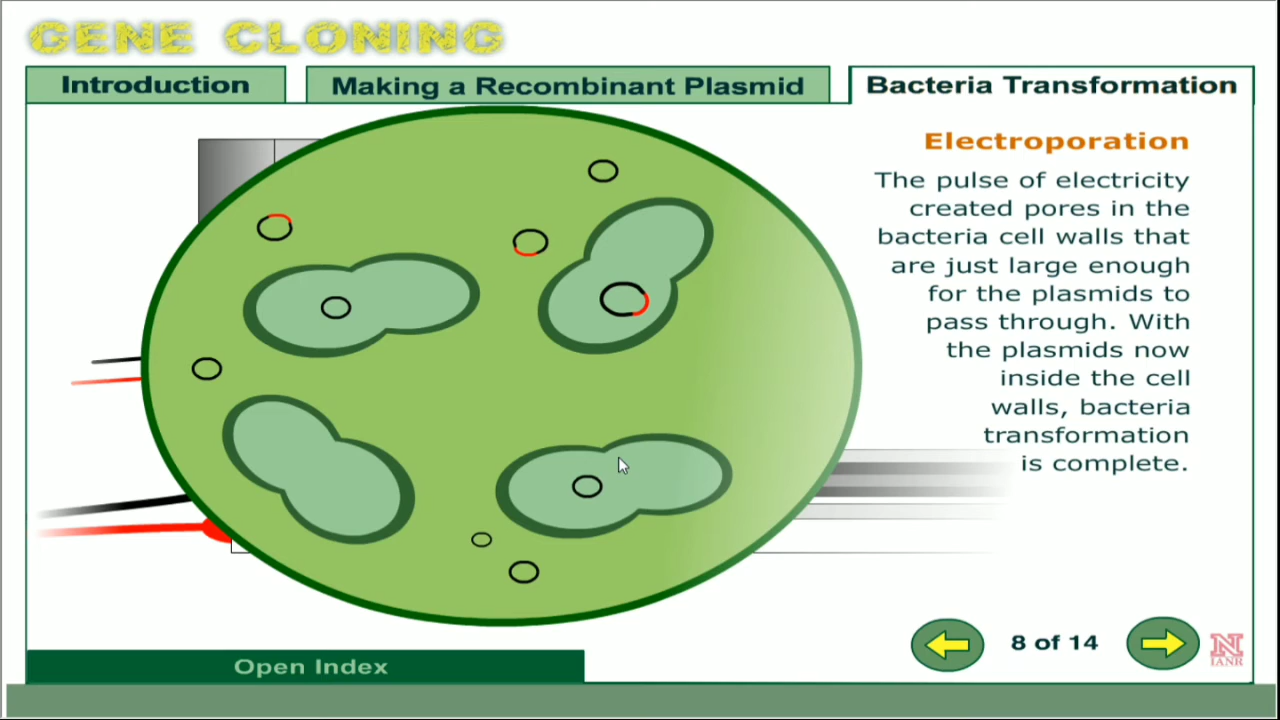 GENE CLONING
Introduction
Making a Recombinant Plasmid
Bacteria Transformation
Electroporation
The pulse of electricity
created pores in the
bacteria cell walls that
are just large enough
for the plasmids to
pass through. With
the plasmids now
inside the cell
walls, bacteria
transformation
is complete.
Open Index
8 of 14
N
IANR